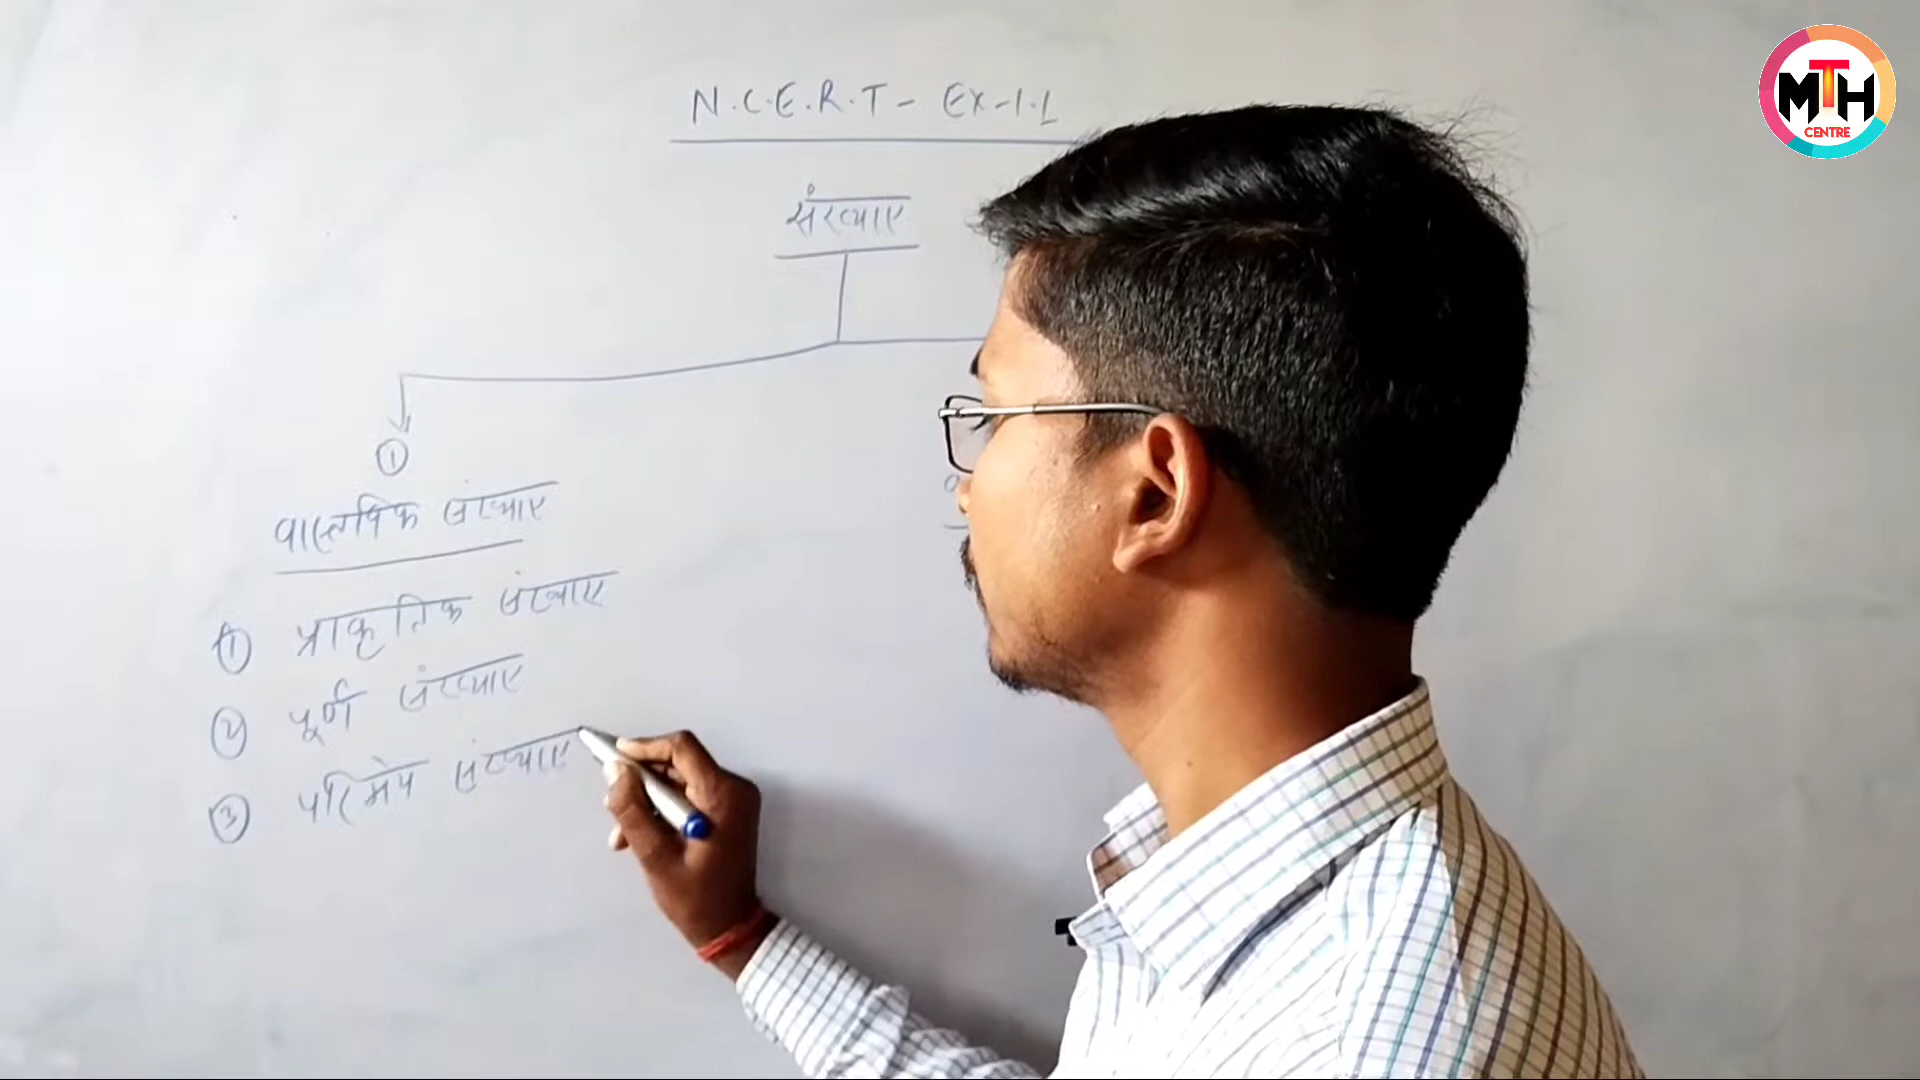 N.C.E.R.T - EX-1.1
संख्याए
①
वास्तविक संख्याए
① प्राकृतिक संख्याए
② पूर्ण संख्याए
③ परिमेय संख्याए
MTH
CENTRE